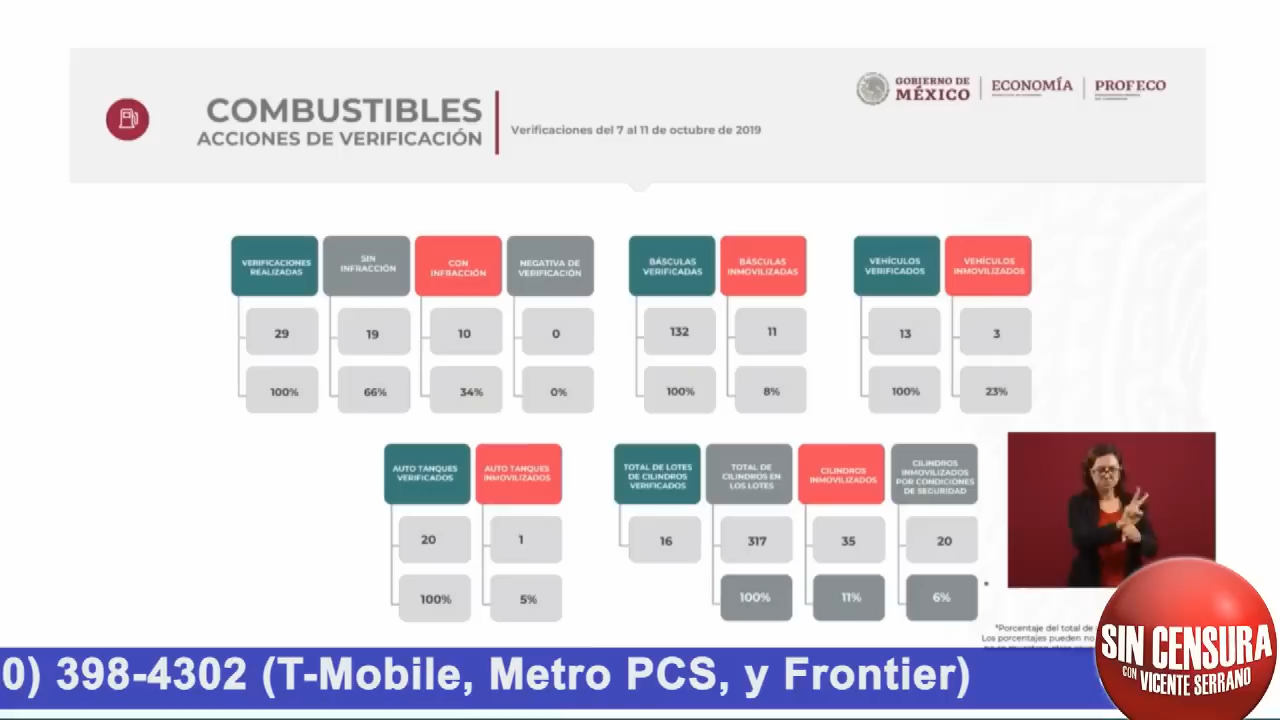 COMBUSTIBLES
ACCIONES DE VERIFICACIÓN
Verificaciones del 7 al 11 de octubre de 2019
GOBIERNO DE
MÉXICO
ECONOMÍA
PROFECO
VERIFICACIONES
REALIZADAS
29
100%
SIN
INFRACCIÓN
19
66%
CON
INFRACCIÓN
10
34%
NEGATIVA DE
VERIFICACIÓN
0
0%
BÁSCULAS
VERIFICADAS
132
100%
BÁSCULAS
INMOVILIZADAS
11
8%
VEHÍCULOS
VERIFICADOS
13
100%
VEHÍCULOS
INMOVILIZADOS
3
23%
AUTO TANQUES
VERIFICADOS
20
100%
AUTO TANQUES
INMOVILIZADOS
1
5%
TOTAL DE LOTES
DE CILINDROS
VERIFICADOS
16
TOTAL DE
CILINDROS EN
LOS LOTES
317
100%
CILINDROS
INMOVILIZADOS
35
11%
CILINDROS
INMOVILIZADOS
POR CONDICIONES
DE SEGURIDAD
20
6%
*Porcentaje del total de
Los porcentajes pueden no
0) 398-4302 (T-Mobile, Metro PCS, y Frontier)
SIN CENSURA
CON
VICENTE SERRANO